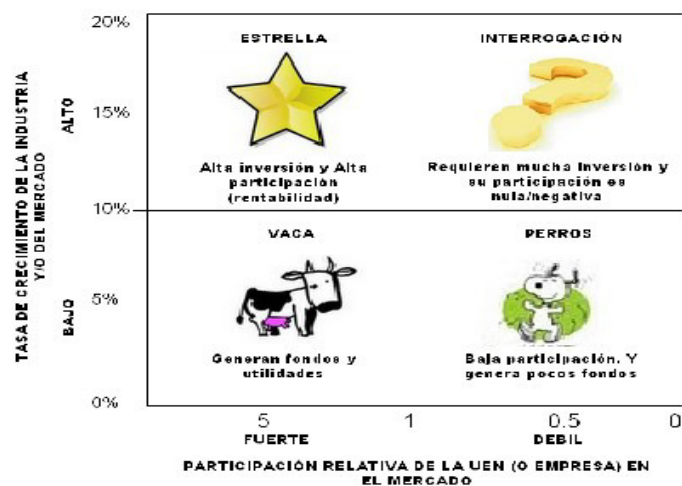 TASA DE CRECIMIENTO DE LA INDUSTRIA
Y/O DEL MERCADO
ALTO
BAJO
20%
15%
10%
5%
0%
ESTRELLA
Alta inversión y Alta
participación
(rentabilidad)
INTERROGACIÓN
Requieren mucha inversión y
su participación es
nula/negativa
VACA
Generan fondos y
utilidades
PERROS
Baja participación. Y
genera pocos fondos
5
1
0.5
0
FUERTE
DEBIL
PARTICIPACIÓN RELATIVA DE LA UEN (O EMPRESA) EN
EL MERCADO